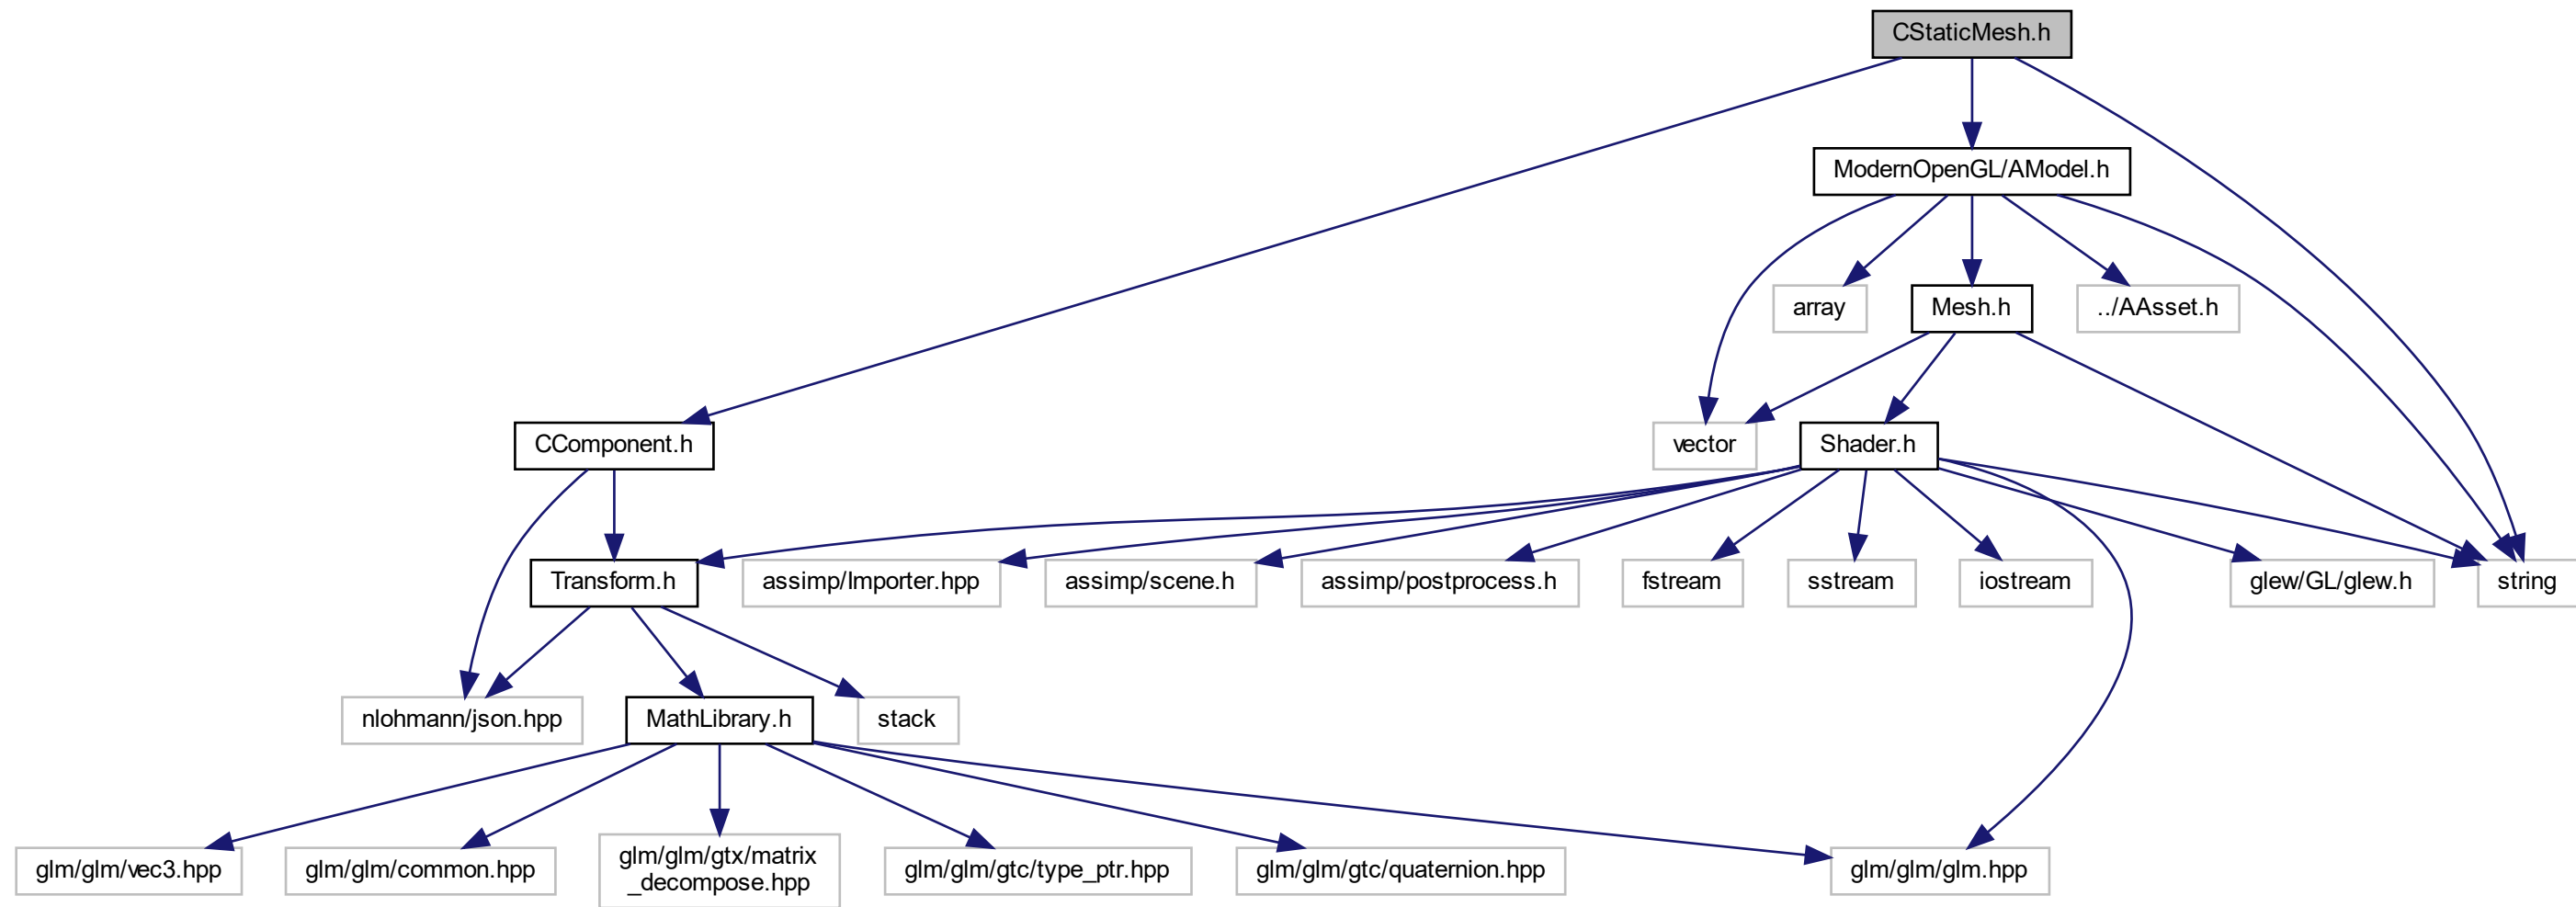 CStaticMesh.h
ModernOpenGL/AModel.h
array
Mesh.h
../AAsset.h
CComponent.h
vector
Shader.h
Transform.h
assimp/Importer.hpp
assimp/scene.h
assimp/postprocess.h
fstream
sstream
iostream
glew/GL/glew.h
string
nlohmann/json.hpp
MathLibrary.h
stack
glm/glm/vec3.hpp
glm/glm/common.hpp
glm/glm/gtx/matrix
_decompose.hpp
glm/glm/gtc/type_ptr.hpp
glm/glm/gtc/quaternion.hpp
glm/glm/glm.hpp